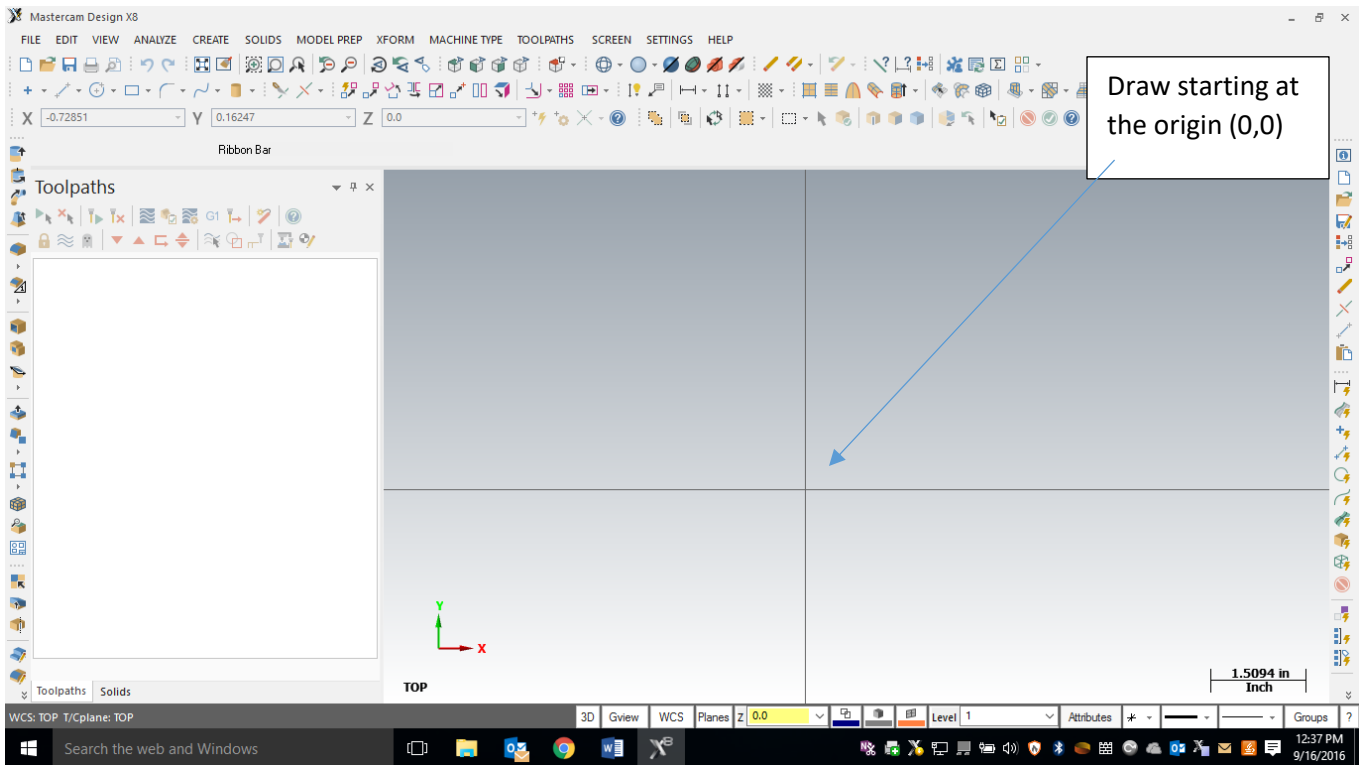 Mastercam Design X8
FILE EDIT VIEW ANALYZE CREATE SOLIDS MODEL PREP XFORM MACHINE TYPE TOOLPATHS SCREEN SETTINGS HELP
Draw starting at
the origin (0,0)
X -0.72851 Y 0.16247 Z 0.0
Ribbon Bar
Toolpaths
G1
Y
X
TOP
1.5094 in
Inch
Toolpaths Solids
WCS: TOP T/Cplane: TOP 3D Gview WCS Planes Z 0.0 Level 1 Attributes Groups ?
Search the web and Windows
12:37 PM
9/16/2016